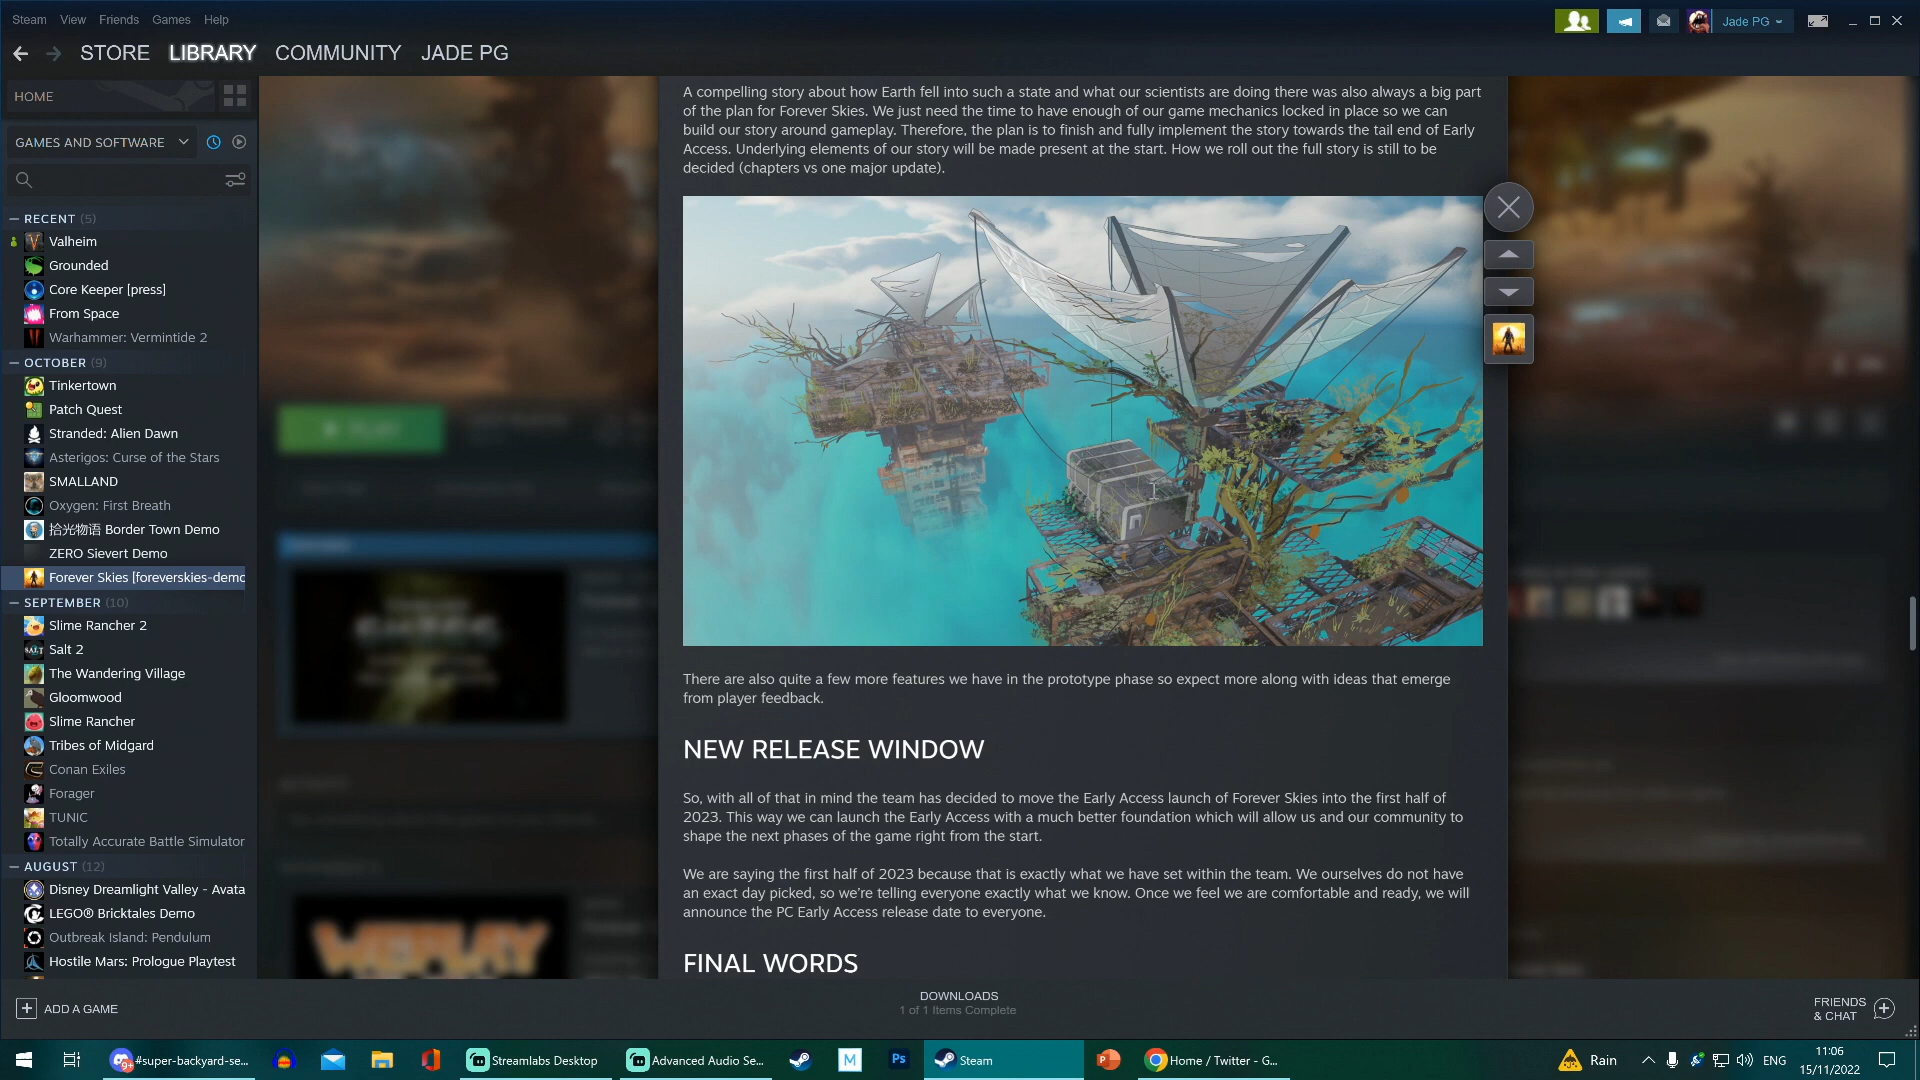 Steam View Friends Games Help
Jade PG
STORE LIBRARY COMMUNITY JADE PG
HOME
GAMES AND SOFTWARE
— RECENT (5)
Valheim
Grounded
Core Keeper [press]
From Space
Warhammer: Vermintide 2
— OCTOBER (9)
Tinkertown
Patch Quest
Stranded: Alien Dawn
Asterigos: Curse of the Stars
SMALLAND
Oxygen: First Breath
拾光物语 Border Town Demo
ZERO Sievert Demo
Forever Skies [foreverskies-demo
— SEPTEMBER (10)
Slime Rancher 2
SALT Salt 2
The Wandering Village
Gloomwood
Slime Rancher
Tribes of Midgard
Conan Exiles
Forager
TUNIC
Totally Accurate Battle Simulator
— AUGUST (12)
Disney Dreamlight Valley - Avata
LEGO® Bricktales Demo
Outbreak Island: Pendulum
Hostile Mars: Prologue Playtest
A compelling story about how Earth fell into such a state and what our scientists are doing there was also always a big part
of the plan for Forever Skies. We just need the time to have enough of our game mechanics locked in place so we can
build our story around gameplay. Therefore, the plan is to finish and fully implement the story towards the tail end of Early
Access. Underlying elements of our story will be made present at the start. How we roll out the full story is still to be
decided (chapters vs one major update).
There are also quite a few more features we have in the prototype phase so expect more along with ideas that emerge
from player feedback.
NEW RELEASE WINDOW
So, with all of that in mind the team has decided to move the Early Access launch of Forever Skies into the first half of
2023. This way we can launch the Early Access with a much better foundation which will allow us and our community to
shape the next phases of the game right from the start.
We are saying the first half of 2023 because that is exactly what we have set within the team. We ourselves do not have
an exact day picked, so we're telling everyone exactly what we know. Once we feel we are comfortable and ready, we will
announce the PC Early Access release date to everyone.
FINAL WORDS
ADD A GAME
DOWNLOADS
1 of 1 Items Complete
FRIENDS
& CHAT
#super-backyard-se...
Streamlabs Desktop
Advanced Audio Se...
M
Ps
Steam
Home / Twitter - G...
Rain
ENG
11:06
15/11/2022